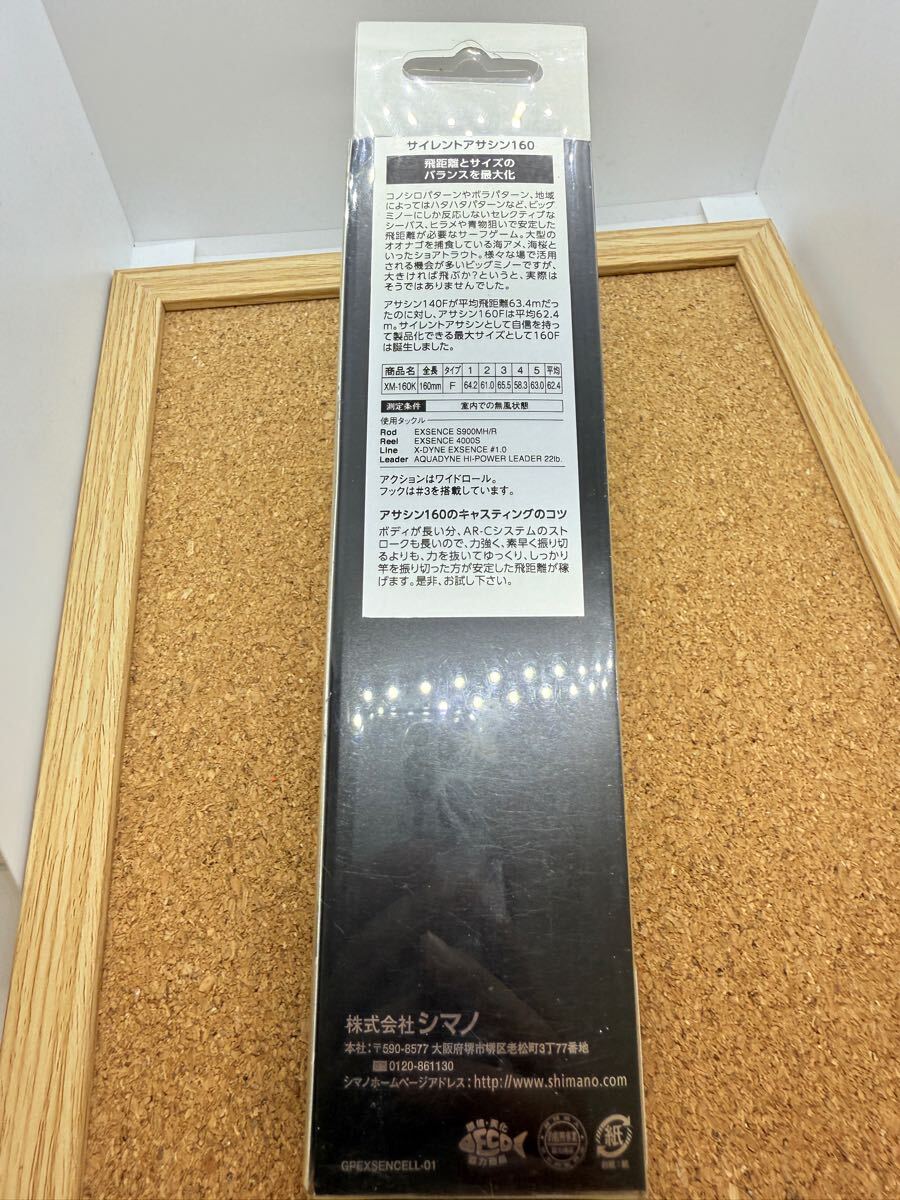 サイレントアサシン160
飛距離とサイズの
バランスを最大化
コノシロパターンやボラパターン、地域
によってはハタハタパターンなど、ビッグ
ミノーにしか反応しないセレクティブな
シーバス、ヒラメや青物狙いで安定した
飛距離が必要なサーフゲーム。大型の
オオナゴを捕食している海アメ、海桜と
いったショアトラウト。様々な場で活用
される機会が多いビッグミノーですが、
大きければ飛ぶか?というと、実際は
そうではありませんでした。
アサシン140Fが平均飛距離63.4mだっ
たのに対し、アサシン160Fは平均62.4
m。サイレントアサシンとして自信を持っ
て製品化できる最大サイズとして160F
は誕生しました。
商品名 全長 タイプ 1 2 3 4 5 平均
XM-160K 160mm F 64.2 61.0 65.5 58.3 63.0 62.4
測定条件 室内での無風状態
使用タックル
Rod EXSENCE S900MH/R
Reel EXSENCE 4000S
Line X-DYNE EXSENCE #1.0
Leader AQUADYNE HI-POWER LEADER 22lb.
アクションはワイドロール。
フックは#3を搭載しています。
アサシン160のキャスティングのコツ
ボディが長い分、AR-Cシステムのスト
ロークも長いので、力強く、素早く振り切
るよりも、力を抜いてゆっくり、しっかり
竿を振り切った方が安定した飛距離が稼
げます。是非、お試し下さい。
株式会社シマノ
本社:〒590-8577 大阪府堺市堺区老松町3丁77番地
0120-861130
シマノホームページアドレス:http://www.shimano.com
環境・美化
ECO
協力商品
紙
GPEXSENCELL-01